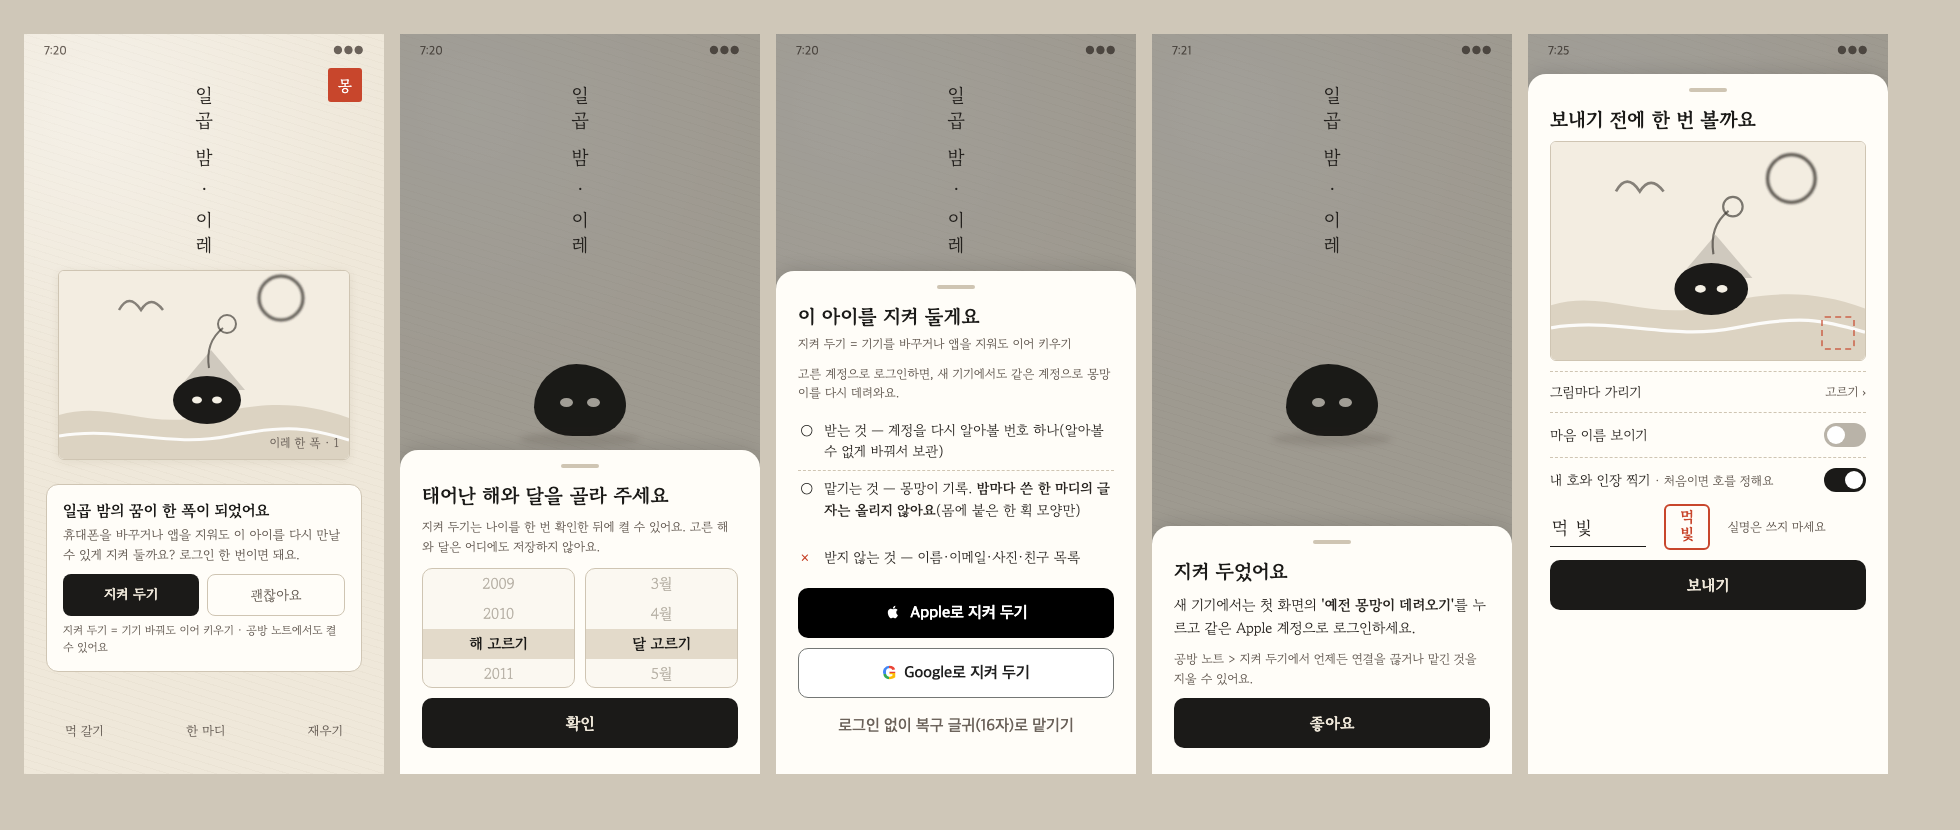 7:20
몽
일곱 밤 · 이레
이레 한 폭 · 1
일곱 밤의 꿈이 한 폭이 되었어요
휴대폰을 바꾸거나 앱을 지워도 이 아이를 다시 만날
수 있게 지켜 둘까요? 로그인 한 번이면 돼요.
지켜 두기
괜찮아요
지켜 두기 = 기기 바꿔도 이어 키우기 · 공방 노트에서도 켤
수 있어요
먹 갈기
한 마디
재우기
7:20
일곱 밤 · 이레
태어난 해와 달을 골라 주세요
지켜 두기는 나이를 한 번 확인한 뒤에 켤 수 있어요. 고른 해
와 달은 어디에도 저장하지 않아요.
2009
2010
해 고르기
2011
3월
4월
달 고르기
5월
확인
7:20
일곱 밤 · 이레
이 아이를 지켜 둘게요
지켜 두기 = 기기를 바꾸거나 앱을 지워도 이어 키우기
고른 계정으로 로그인하면, 새 기기에서도 같은 계정으로 몽망
이를 다시 데려와요.
받는 것 — 계정을 다시 알아볼 번호 하나(알아볼
수 없게 바꿔서 보관)
맡기는 것 — 몽망이 기록. 밤마다 쓴 한 마디의 글
자는 올리지 않아요(몸에 붙은 한 획 모양만)
× 받지 않는 것 — 이름·이메일·사진·친구 목록
Apple로 지켜 두기
Google로 지켜 두기
로그인 없이 복구 글귀(16자)로 맡기기
7:21
일곱 밤 · 이레
지켜 두었어요
새 기기에서는 첫 화면의 '예전 몽망이 데려오기'를 누
르고 같은 Apple 계정으로 로그인하세요.
공방 노트 > 지켜 두기에서 언제든 연결을 끊거나 맡긴 것을
지울 수 있어요.
좋아요
7:25
보내기 전에 한 번 볼까요
그림마다 가리기
고르기 ›
마음 이름 보이기
내 호와 인장 찍기 · 처음이면 호를 정해요
먹빛
먹빛
실명은 쓰지 마세요
보내기